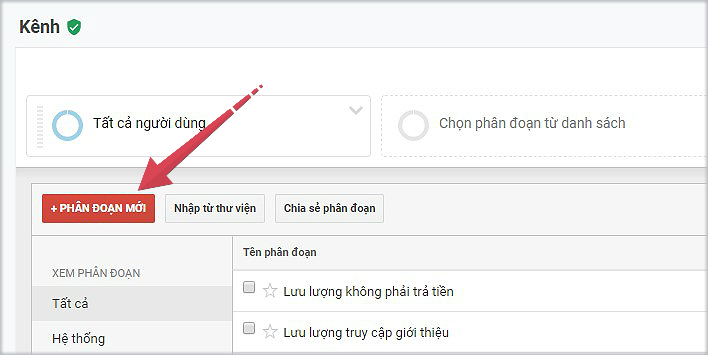 Kênh
Tất cả người dùng
Chọn phân đoạn từ danh sách
+ PHÂN ĐOẠN MỚI
Nhập từ thư viện
Chia sẻ phân đoạn
Tên phân đoạn
XEM PHÂN ĐOẠN
Tất cả
Lưu lượng không phải trả tiền
Hệ thống
Lưu lượng truy cập giới thiệu